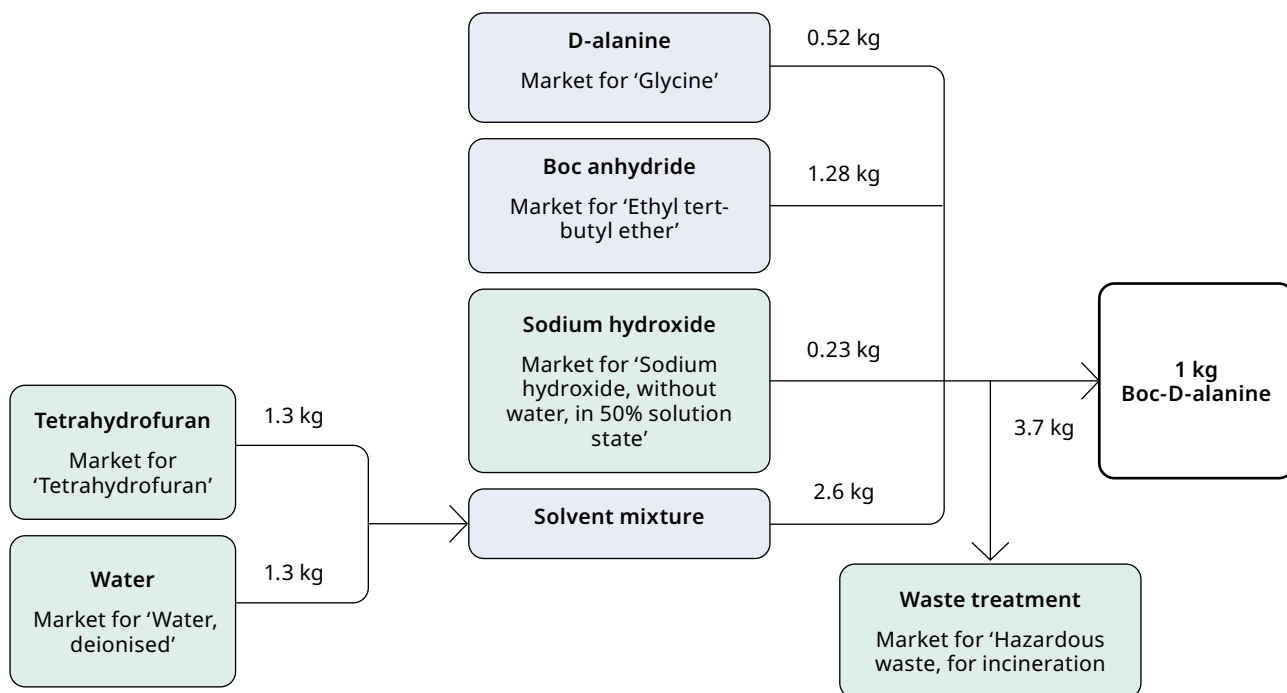 D-alanine
Market for ‘Glycine’
0.52 kg
Boc anhydride
Market for ‘Ethyl tert-
butyl ether’
1.28 kg
Sodium hydroxide
Market for ‘Sodium
hydroxide, without
water, in 50% solution
state’
0.23 kg
1 kg
Boc-D-alanine
3.7 kg
Tetrahydrofuran
Market for
‘Tetrahydrofuran’
1.3 kg
Solvent mixture
2.6 kg
Water
Market for ‘Water,
deionised’
1.3 kg
Waste treatment
Market for ‘Hazardous
waste, for incineration